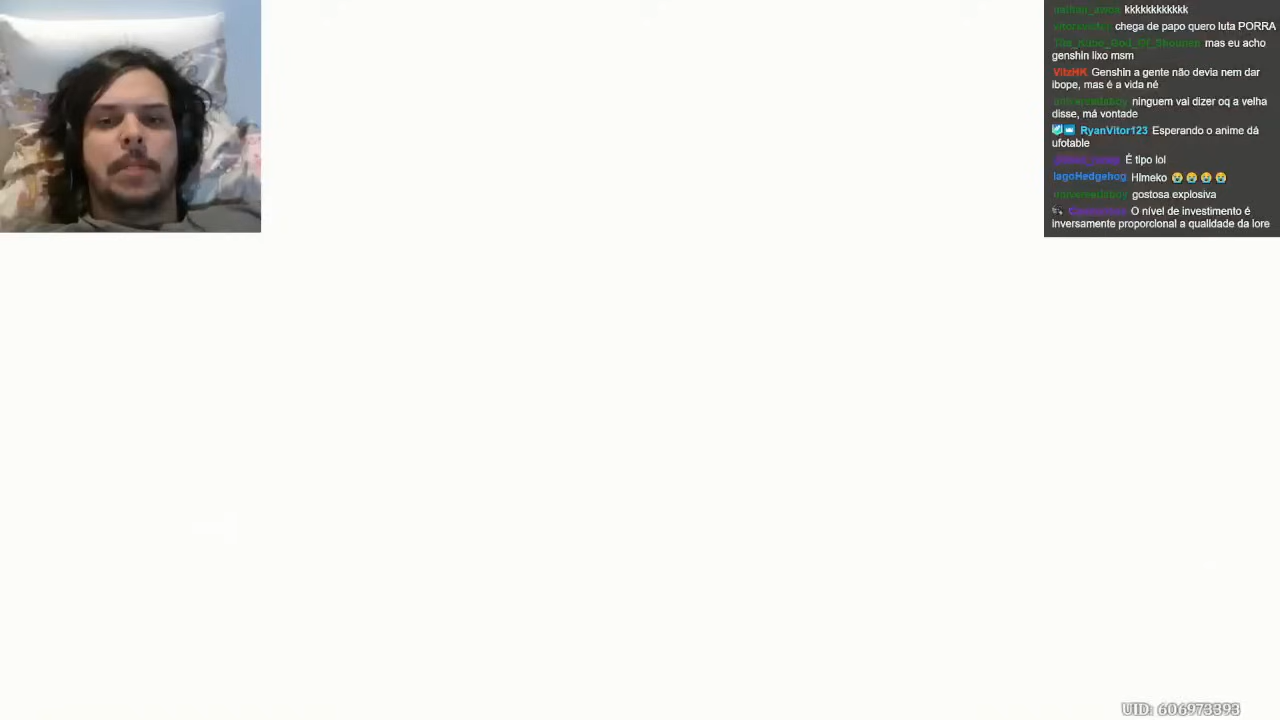 kkkkkkkkkkkk
chega de papo quero luta PORRA
mas eu acho
genshin lixo msm
VitzHK Genshin a gente não devia nem dar
ibope, mas é a vida né
ninguem vai dizer oq a velha
disse, má vontade
RyanVitor123 Esperando o anime dá
ufotable
É tipo lol
IagoHedgehog HImeko 😭😭😭😭
gostosa explosiva
O nível de investimento é
inversamente proporcional a qualidade da lore
UID: 606973393